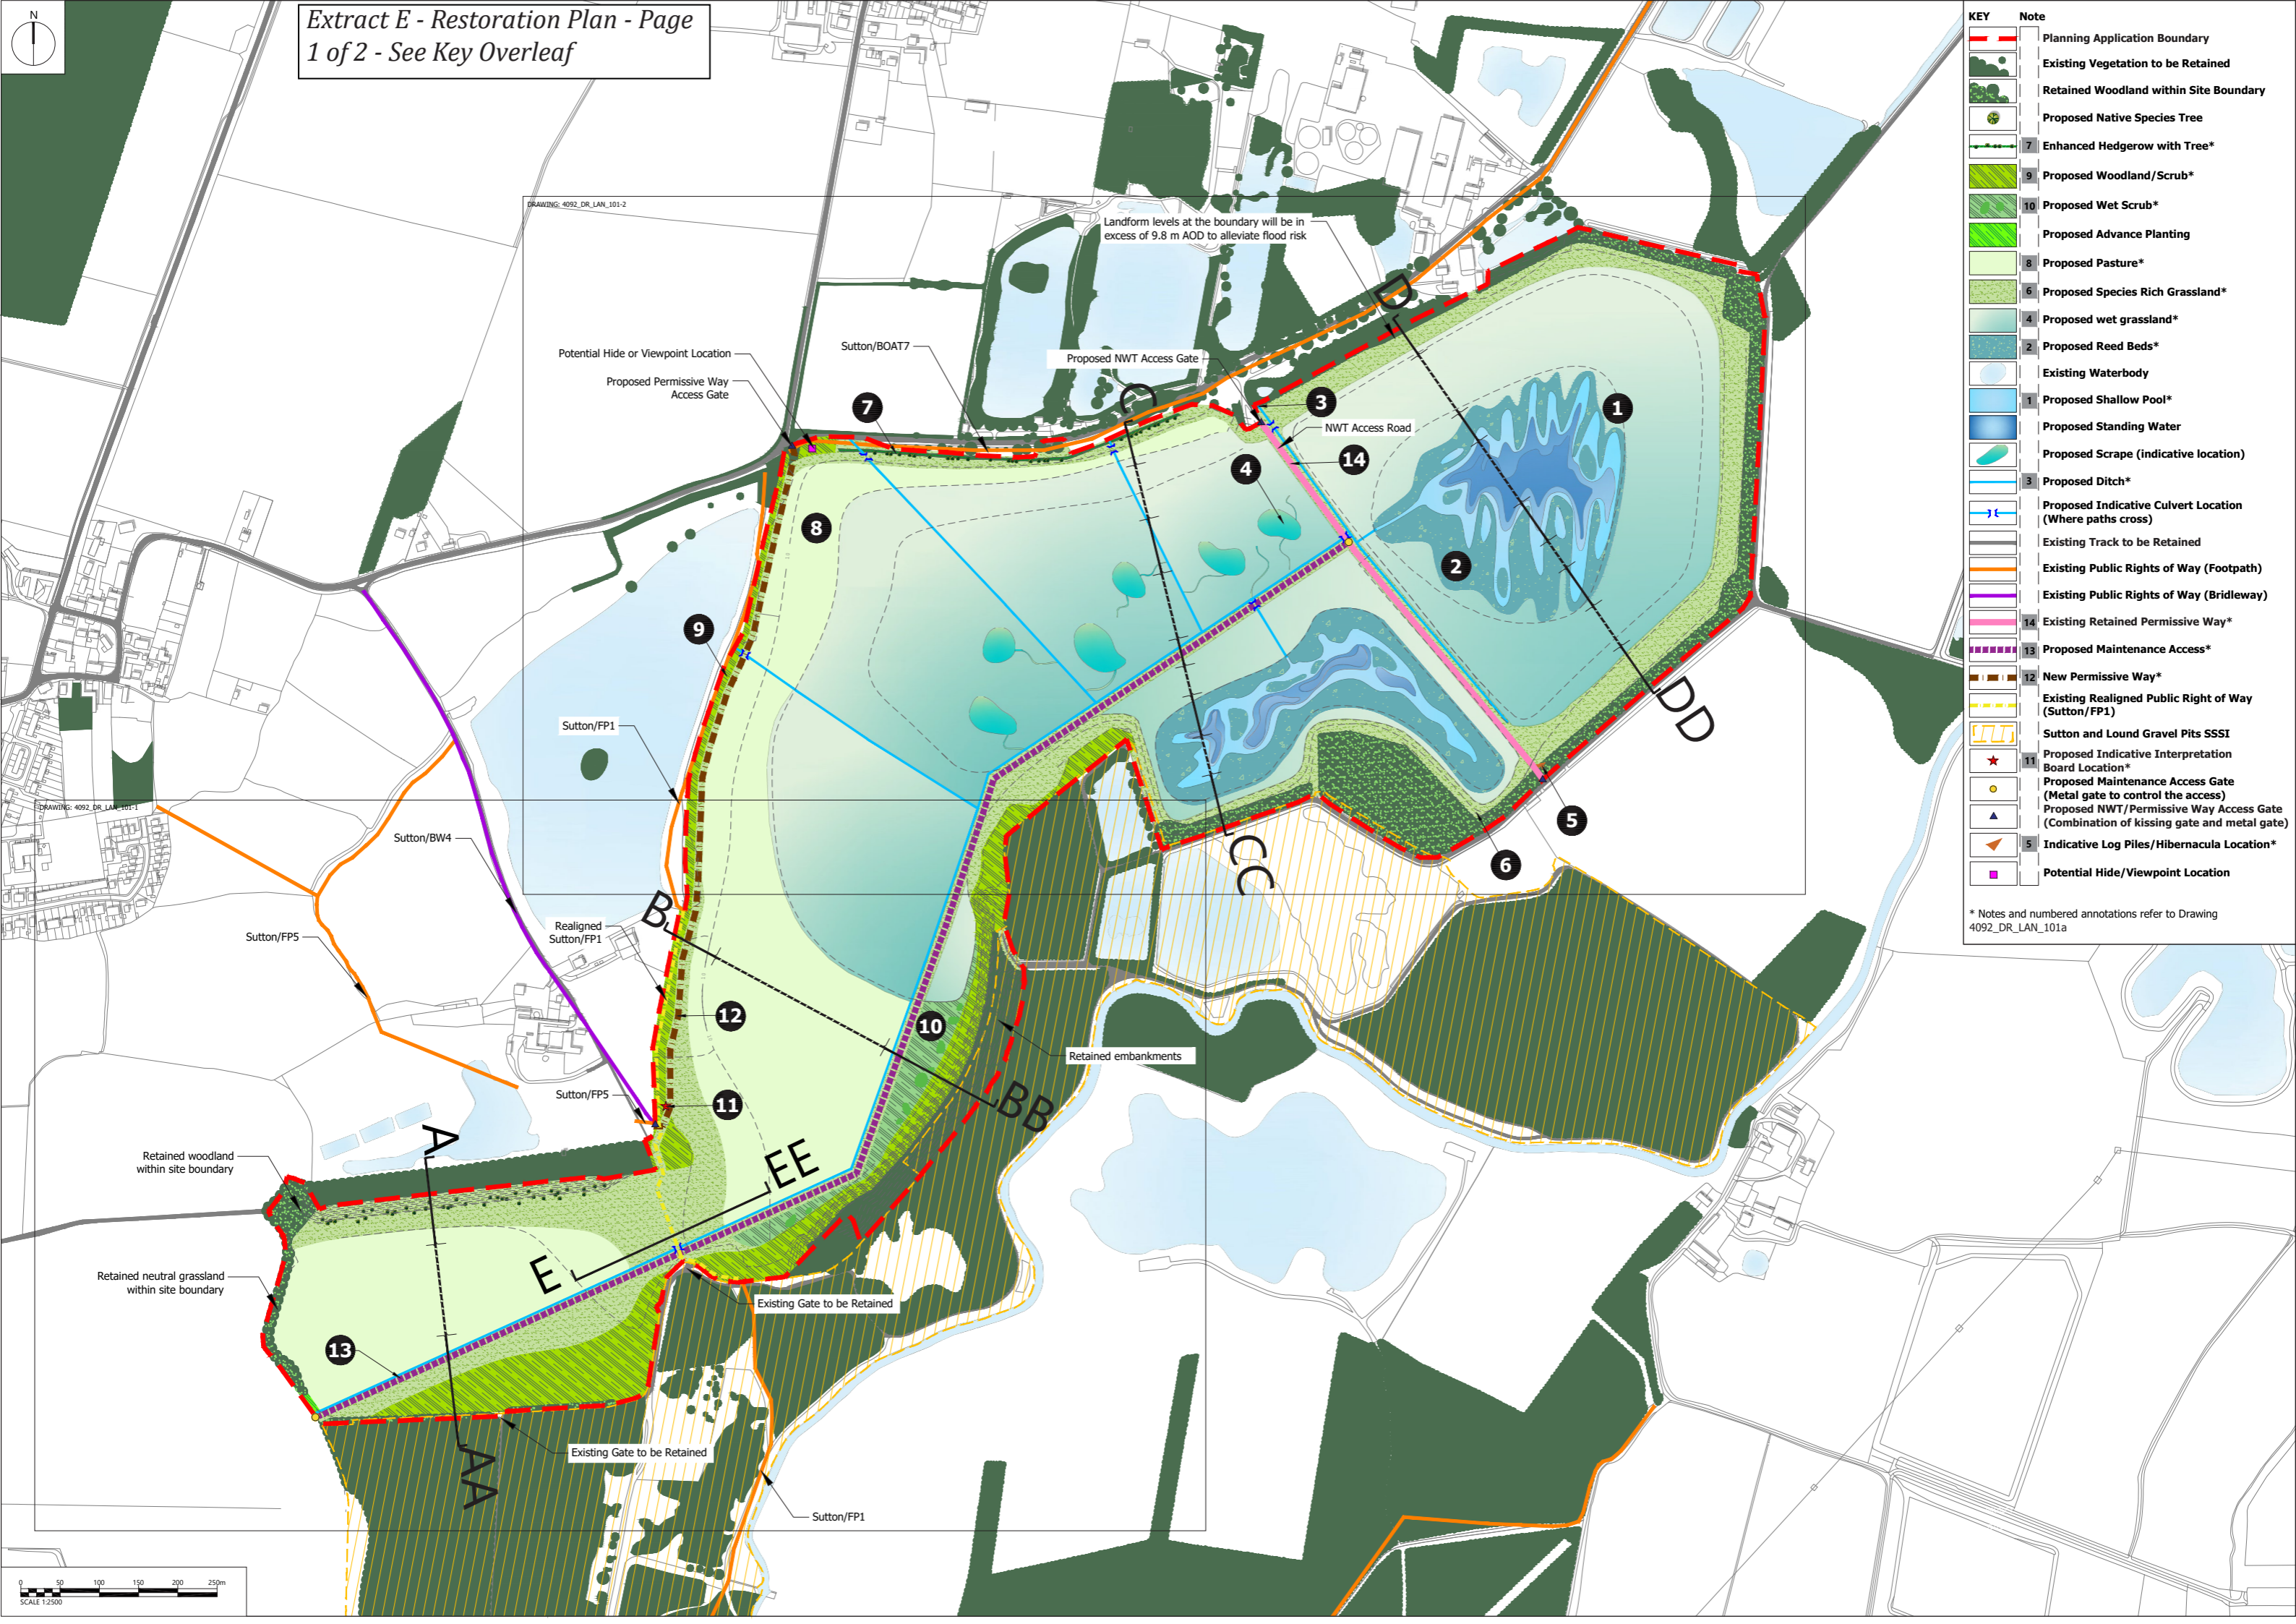 Extract E - Restoration Plan - Page
1 of 2 - See Key Overleaf
N
DRAWING: 4092_DR_LAN_101-2
Landform levels at the boundary will be in
excess of 9.8 m AOD to alleviate flood risk
D
Potential Hide or Viewpoint Location
Sutton/BOAT7
Proposed NWT Access Gate
Proposed Permissive Way
Access Gate
C
7
3
1
NWT Access Road
14
4
8
2
9
Sutton/FP1
DD
DRAWING: 4092_DR_LAN_101-1
5
Sutton/BW4
6
CC
B
Realigned
Sutton/FP1
Sutton/FP5
12
10
Retained embankments
BB
Sutton/FP5
11
A
Retained woodland
within site boundary
EE
E
Retained neutral grassland
within site boundary
Existing Gate to be Retained
13
Existing Gate to be Retained
AA
Sutton/FP1
0 50 100 150 200 250m
SCALE 1:2500
KEY Note
Planning Application Boundary
Existing Vegetation to be Retained
Retained Woodland within Site Boundary
Proposed Native Species Tree
7 Enhanced Hedgerow with Tree*
9 Proposed Woodland/Scrub*
10 Proposed Wet Scrub*
Proposed Advance Planting
8 Proposed Pasture*
6 Proposed Species Rich Grassland*
4 Proposed wet grassland*
2 Proposed Reed Beds*
Existing Waterbody
1 Proposed Shallow Pool*
Proposed Standing Water
Proposed Scrape (indicative location)
3 Proposed Ditch*
Proposed Indicative Culvert Location
(Where paths cross)
Existing Track to be Retained
Existing Public Rights of Way (Footpath)
Existing Public Rights of Way (Bridleway)
14 Existing Retained Permissive Way*
13 Proposed Maintenance Access*
12 New Permissive Way*
Existing Realigned Public Right of Way
(Sutton/FP1)
Sutton and Lound Gravel Pits SSSI
11 Proposed Indicative Interpretation
Board Location*
Proposed Maintenance Access Gate
(Metal gate to control the access)
Proposed NWT/Permissive Way Access Gate
(Combination of kissing gate and metal gate)
5 Indicative Log Piles/Hibernacula Location*
Potential Hide/Viewpoint Location
* Notes and numbered annotations refer to Drawing
4092_DR_LAN_101a